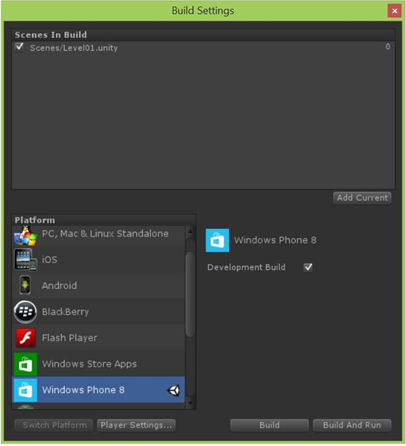 Build Settings
x
Scenes In Build
Scenes/Level01.unity 0
Add Current
Platform
PC, Mac & Linux Standalone
iOS
Android
BlackBerry
Flash Player
Windows Store Apps
Windows Phone 8
Windows Phone 8
Development Build
Switch Platform
Player Settings...
Build
Build And Run